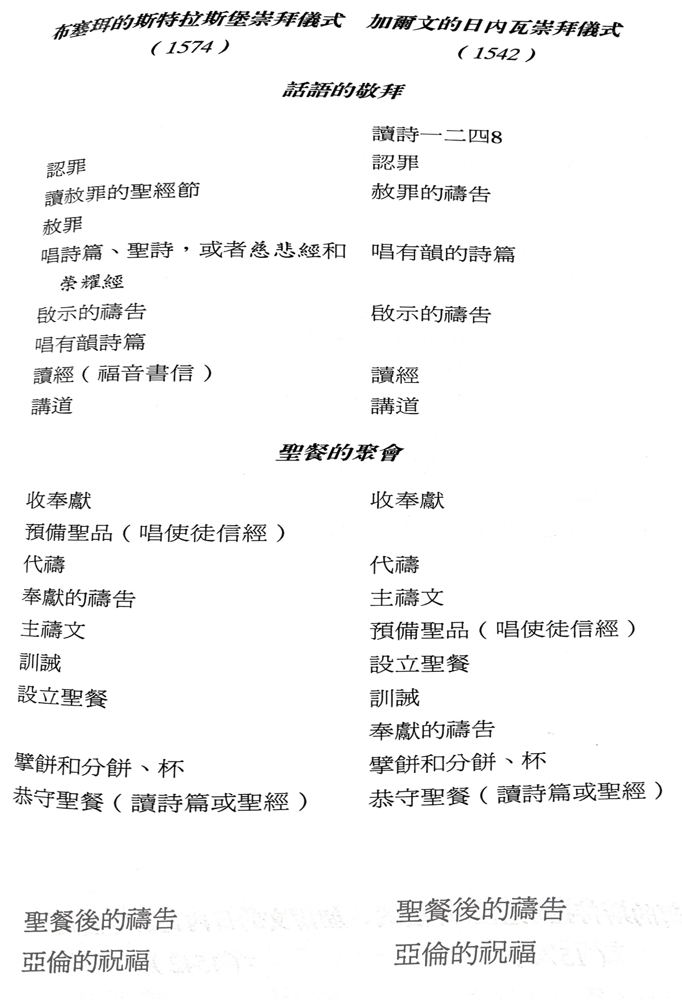 布塞珥的斯特拉斯堡崇拜儀式　加爾文的日內瓦崇拜儀式
（1574）　（1542）
話語的敬拜
讀詩一二四8
認罪　認罪
讀赦罪的聖經節　赦罪的禱告
赦罪
唱詩篇、聖詩，或者慈悲經和　唱有韻的詩篇
榮耀經
啟示的禱告　啟示的禱告
唱有韻詩篇
讀經（福音書信）　讀經
講道　講道
聖餐的聚會
收奉獻　收奉獻
預備聖品（唱使徒信經）
代禱　代禱
奉獻的禱告　主禱文
主禱文　預備聖品（唱使徒信經）
訓誡　設立聖餐
設立聖餐　訓誡
奉獻的禱告
擘餅和分餅、杯　擘餅和分餅、杯
恭守聖餐（讀詩篇或聖經）　恭守聖餐（讀詩篇或聖經）
聖餐後的禱告　聖餐後的禱告
亞倫的祝福　亞倫的祝福